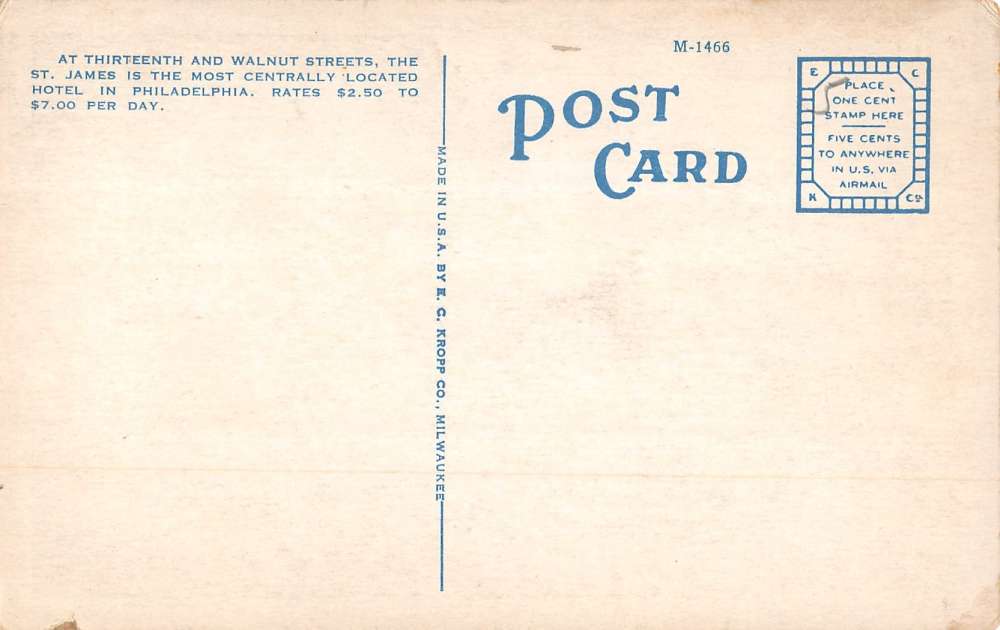 AT THIRTEENTH AND WALNUT STREETS, THE
ST. JAMES IS THE MOST CENTRALLY LOCATED
HOTEL IN PHILADELPHIA. RATES $2.50 TO
$7.00 PER DAY.
MADE IN U.S.A. BY E. C. KROPP CO., MILWAUKEE
M-1466
POST
CARD
E C
PLACE
ONE CENT
STAMP HERE
FIVE CENTS
TO ANYWHERE
IN U.S. VIA
AIRMAIL
K Co.